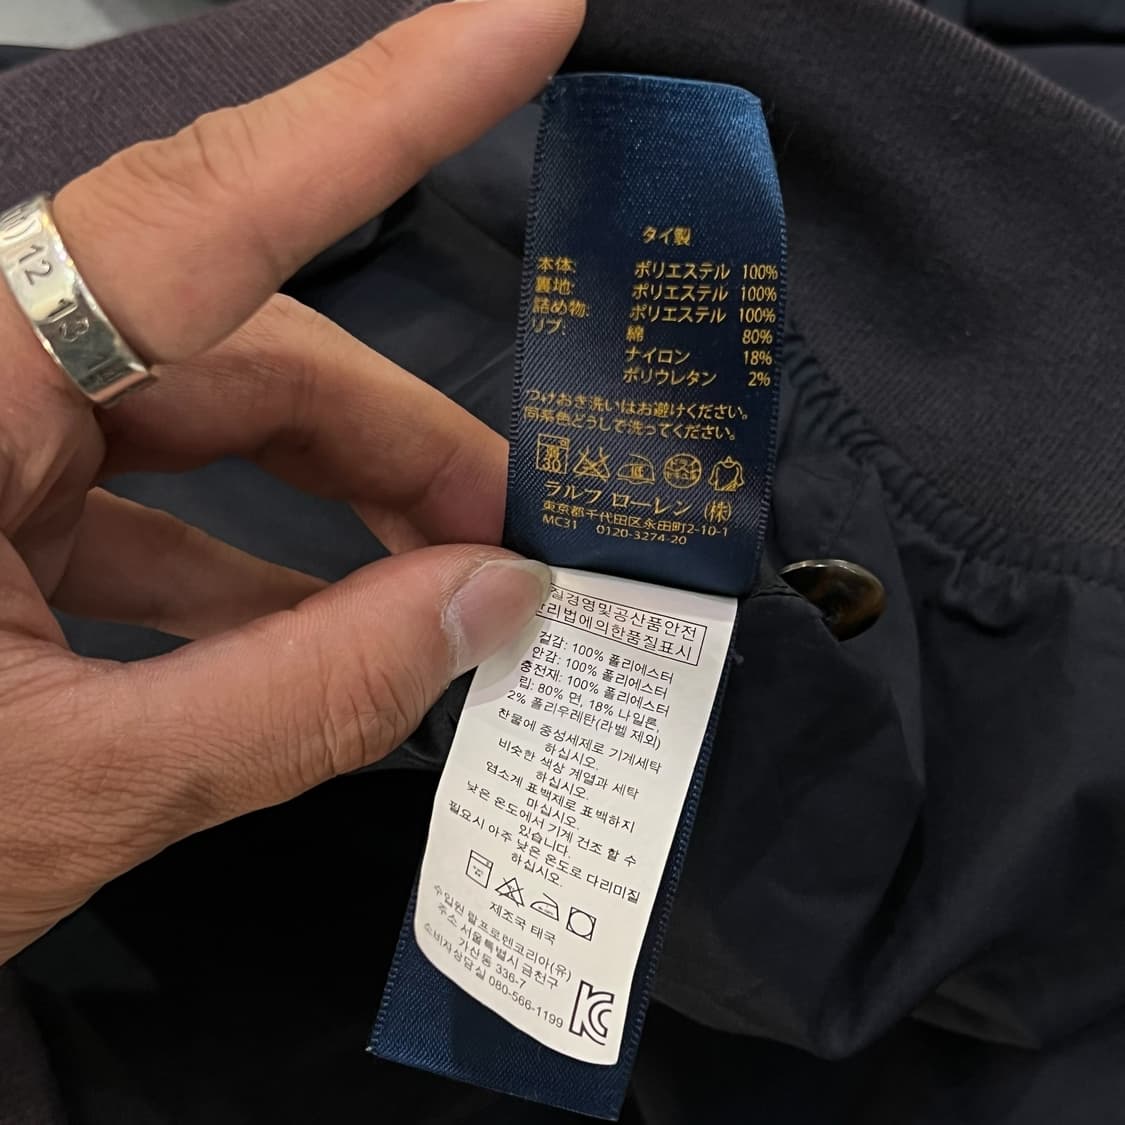 タイ製
本体: ポリエステル 100%
裏地: ポリエステル 100%
詰め物: ポリエステル 100%
リブ: 綿 80%
ナイロン 18%
ポリウレタン 2%
つけおき洗いはお避けください。
同系色どうしで洗ってください。
30
低
ラルフ ローレン (株)
東京都千代田区永田町2-10-1
MC31 0120-3274-20
질경영및공산품안전
관리법에의한품질표시
겉감: 100% 폴리에스터
안감: 100% 폴리에스터
충전재: 100% 폴리에스터
립: 80% 면, 18% 나일론,
2% 폴리우레탄(라벨 제외)
찬물에 중성세제로 기계세탁
하십시오.
비슷한 색상 계열과 세탁
하십시오.
염소계 표백제로 표백하지
마십시오.
낮은 온도에서 기계 건조 할 수
있습니다.
필요시 아주 낮은 온도로 다리미질
하십시오.
제조국 태국
수입원 랄프로렌코리아(유)
주소 서울특별시 금천구
가산동 336-7
소비자상담실 080-566-1199
12